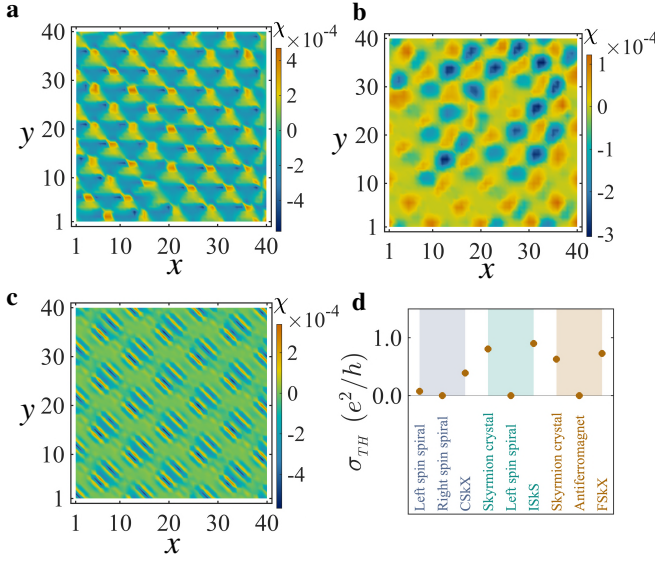 a
χ
×10-4
40
30
20
10
1
y
1
10
20
30
40
x
4
2
0
-2
-4
b
χ
×10-4
40
30
20
10
1
y
1
10
20
30
40
x
1
0
-1
-2
-3
c
χ
×10-4
40
30
20
10
1
y
1
10
20
30
40
x
2
0
-2
-4
d
σTH (e2/h)
1.0
0.0
Left spin spiral
Right spin spiral
CSkX
Skyrmion crystal
Left spin spiral
ISkS
Skyrmion crystal
Antiferromagnet
FSkX